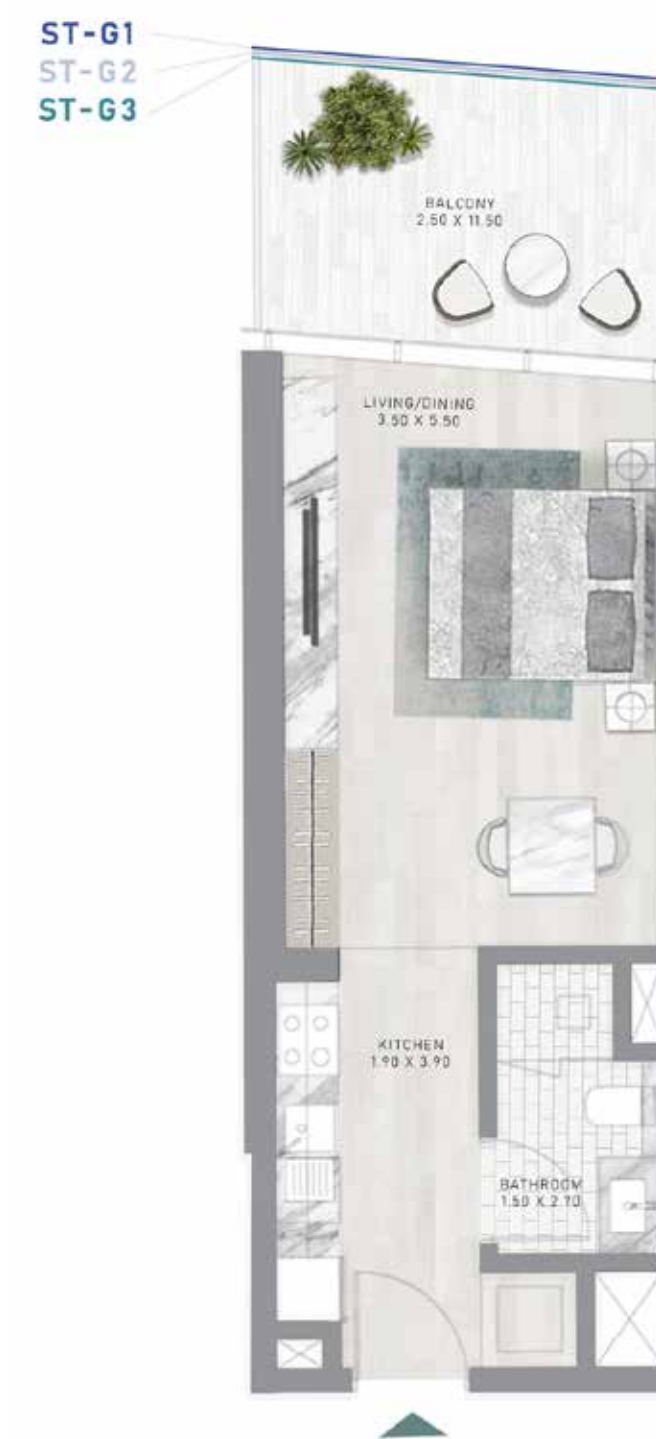 ST-G1
ST-G2
ST-G3
BALCONY
2.50 X 11.50
LIVING/DINING
3.50 X 5.50
KITCHEN
1.90 X 3.90
BATHROOM
1.50 X 2.70